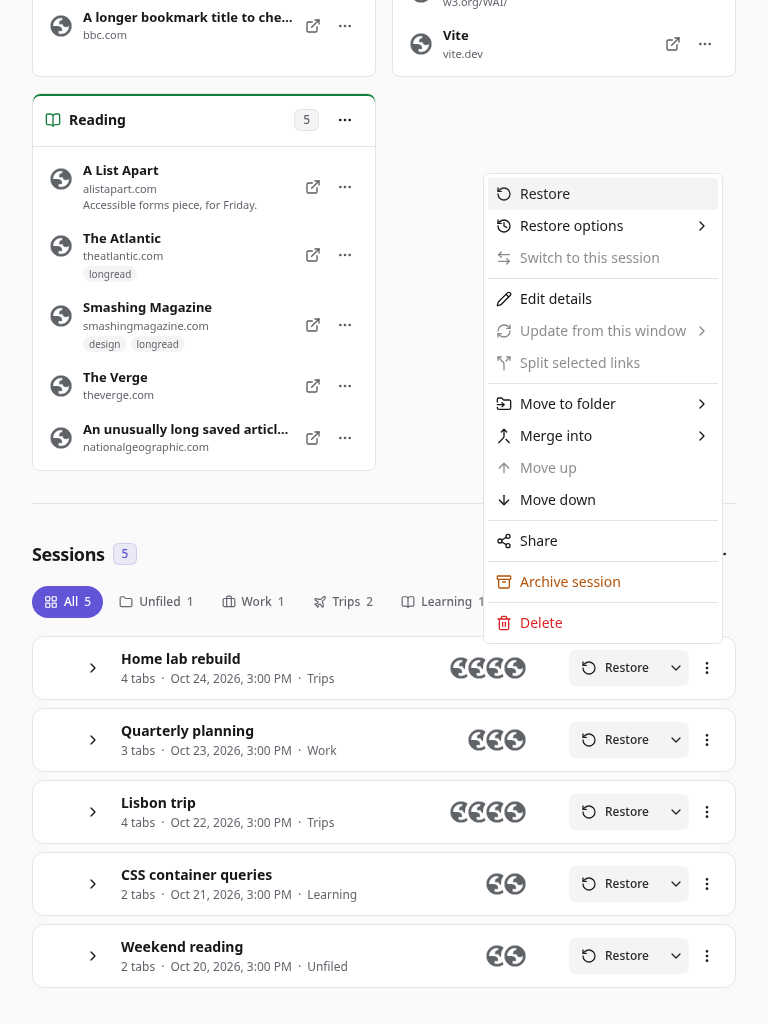 A longer bookmark title to che...
bbc.com
w3.org/WAI/
Vite
vite.dev
Reading 5
A List Apart
alistapart.com
Accessible forms piece, for Friday.
The Atlantic
theatlantic.com
longread
Smashing Magazine
smashingmagazine.com
design longread
The Verge
theverge.com
An unusually long saved articl...
nationalgeographic.com
Restore
Restore options
Switch to this session
Edit details
Update from this window
Split selected links
Move to folder
Merge into
Move up
Move down
Share
Archive session
Delete
Sessions 5
All 5 Unfiled 1 Work 1 Trips 2 Learning 1
Home lab rebuild
4 tabs · Oct 24, 2026, 3:00 PM · Trips
Restore
Quarterly planning
3 tabs · Oct 23, 2026, 3:00 PM · Work
Restore
Lisbon trip
4 tabs · Oct 22, 2026, 3:00 PM · Trips
Restore
CSS container queries
2 tabs · Oct 21, 2026, 3:00 PM · Learning
Restore
Weekend reading
2 tabs · Oct 20, 2026, 3:00 PM · Unfiled
Restore